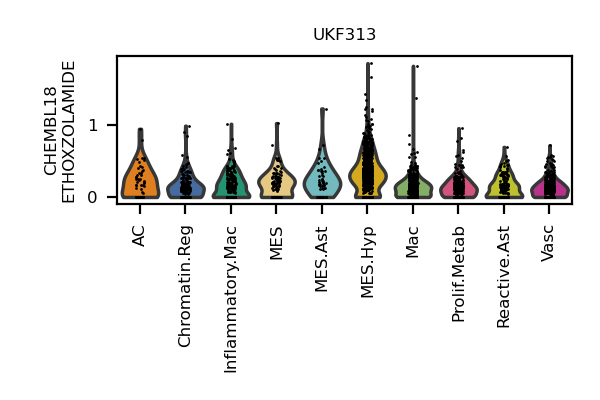 UKF313
CHEMBL18
ETHOXZOLAMIDE
1
0
AC
Chromatin.Reg
Inflammatory.Mac
MES
MES.Ast
MES.Hyp
Mac
Prolif.Metab
Reactive.Ast
Vasc